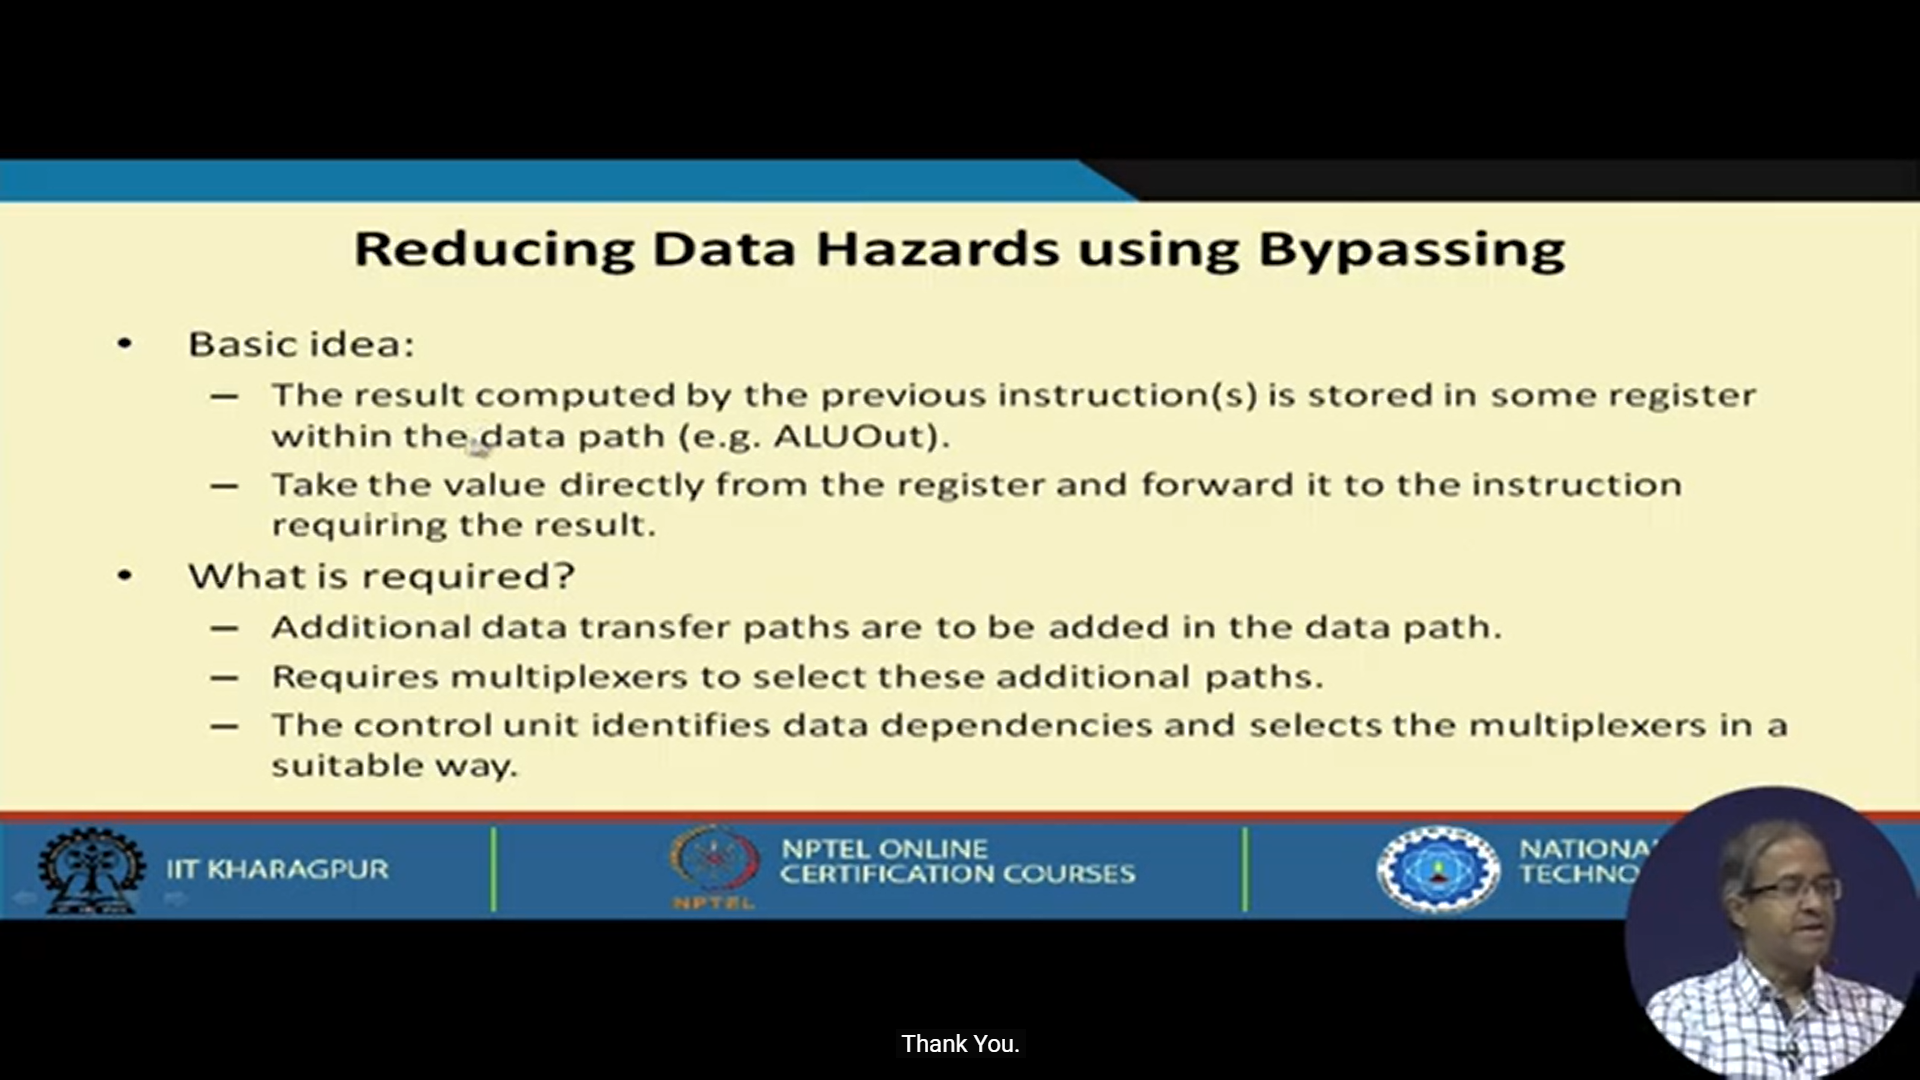 Reducing Data Hazards using Bypassing
• Basic idea:
– The result computed by the previous instruction(s) is stored in some register
within the data path (e.g. ALUOut).
– Take the value directly from the register and forward it to the instruction
requiring the result.
• What is required?
– Additional data transfer paths are to be added in the data path.
– Requires multiplexers to select these additional paths.
– The control unit identifies data dependencies and selects the multiplexers in a
suitable way.
IIT KHARAGPUR
NPTEL
NPTEL ONLINE
CERTIFICATION COURSES
Thank You.